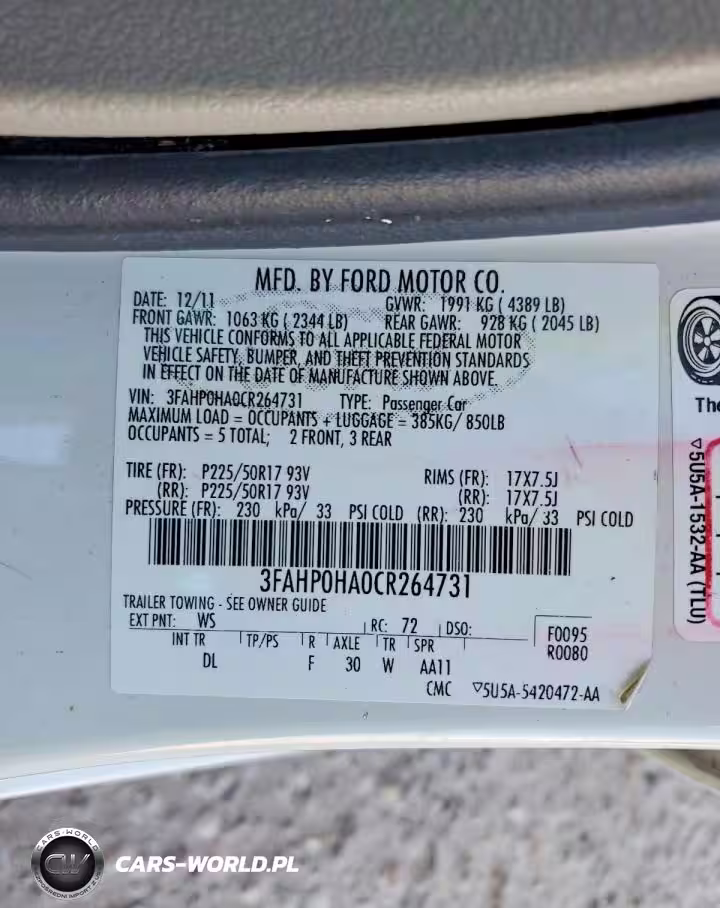 MFD. BY FORD MOTOR CO.
DATE: 12/11 GVWR: 1991 KG ( 4389 LB)
FRONT GAWR: 1063 KG ( 2344 LB) REAR GAWR: 928 KG ( 2045 LB)
THIS VEHICLE CONFORMS TO ALL APPLICABLE FEDERAL MOTOR
VEHICLE SAFETY, BUMPER, AND THEFT PREVENTION STANDARDS
IN EFFECT ON THE DATE OF MANUFACTURE SHOWN ABOVE.
VIN: 3FAHP0HA0CR264731 TYPE: Passenger Car
MAXIMUM LOAD = OCCUPANTS + LUGGAGE = 385KG/ 850LB
OCCUPANTS = 5 TOTAL; 2 FRONT, 3 REAR
TIRE (FR): P225/50R17 93V RIMS (FR): 17X7.5J
(RR): P225/50R17 93V (RR): 17X7.5J
PRESSURE (FR): 230 kPa/ 33 PSI COLD (RR): 230 kPa/ 33 PSI COLD
3FAHP0HA0CR264731
TRAILER TOWING - SEE OWNER GUIDE
EXT PNT: WS RC: 72 DSO: F0095
INT TR TP/PS R AXLE TR SPR R0080
DL F 30 W AA11
CMC ▽5U5A-5420472-AA
The
▽5U5A-1532-AA (TLU)
CARS-WORLD
CW
CARS-WORLD.PL